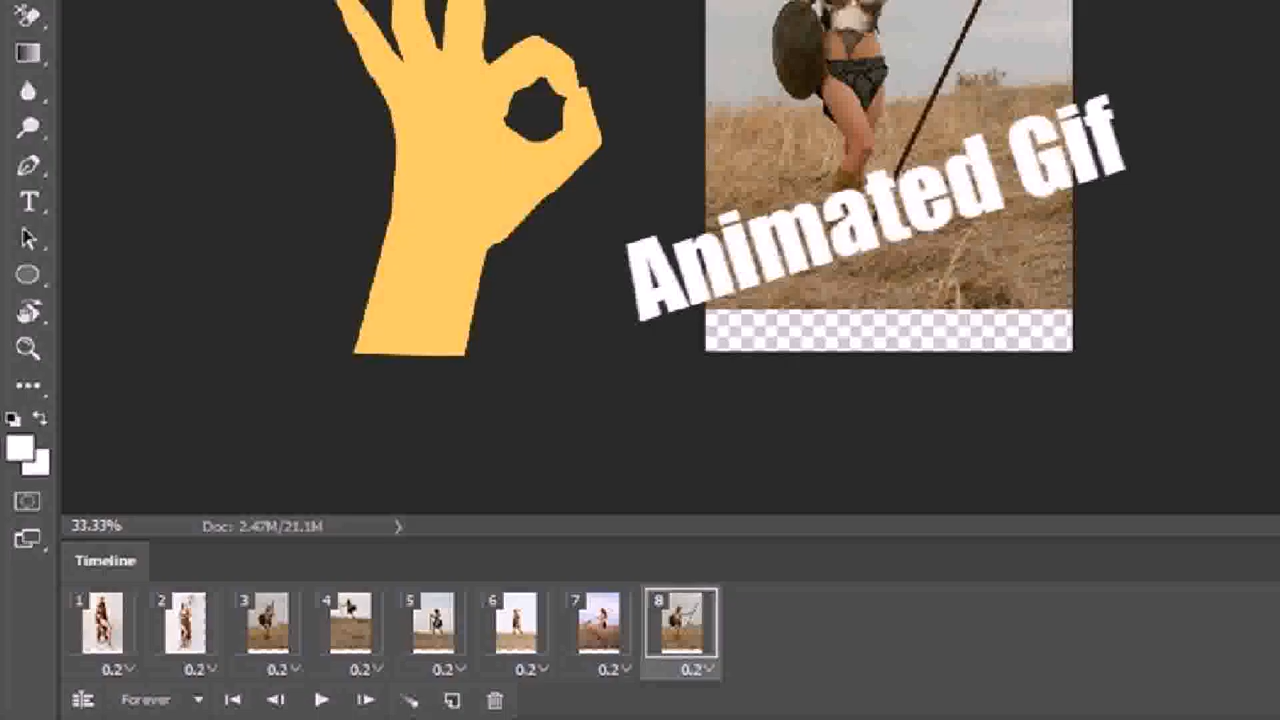 Animated Gif
33.33% Doc: 2.47M/21.1M
Timeline
1 2 3 4 5 6 7 8
0.2 0.2 0.2 0.2 0.2 0.2 0.2 0.2
Forever